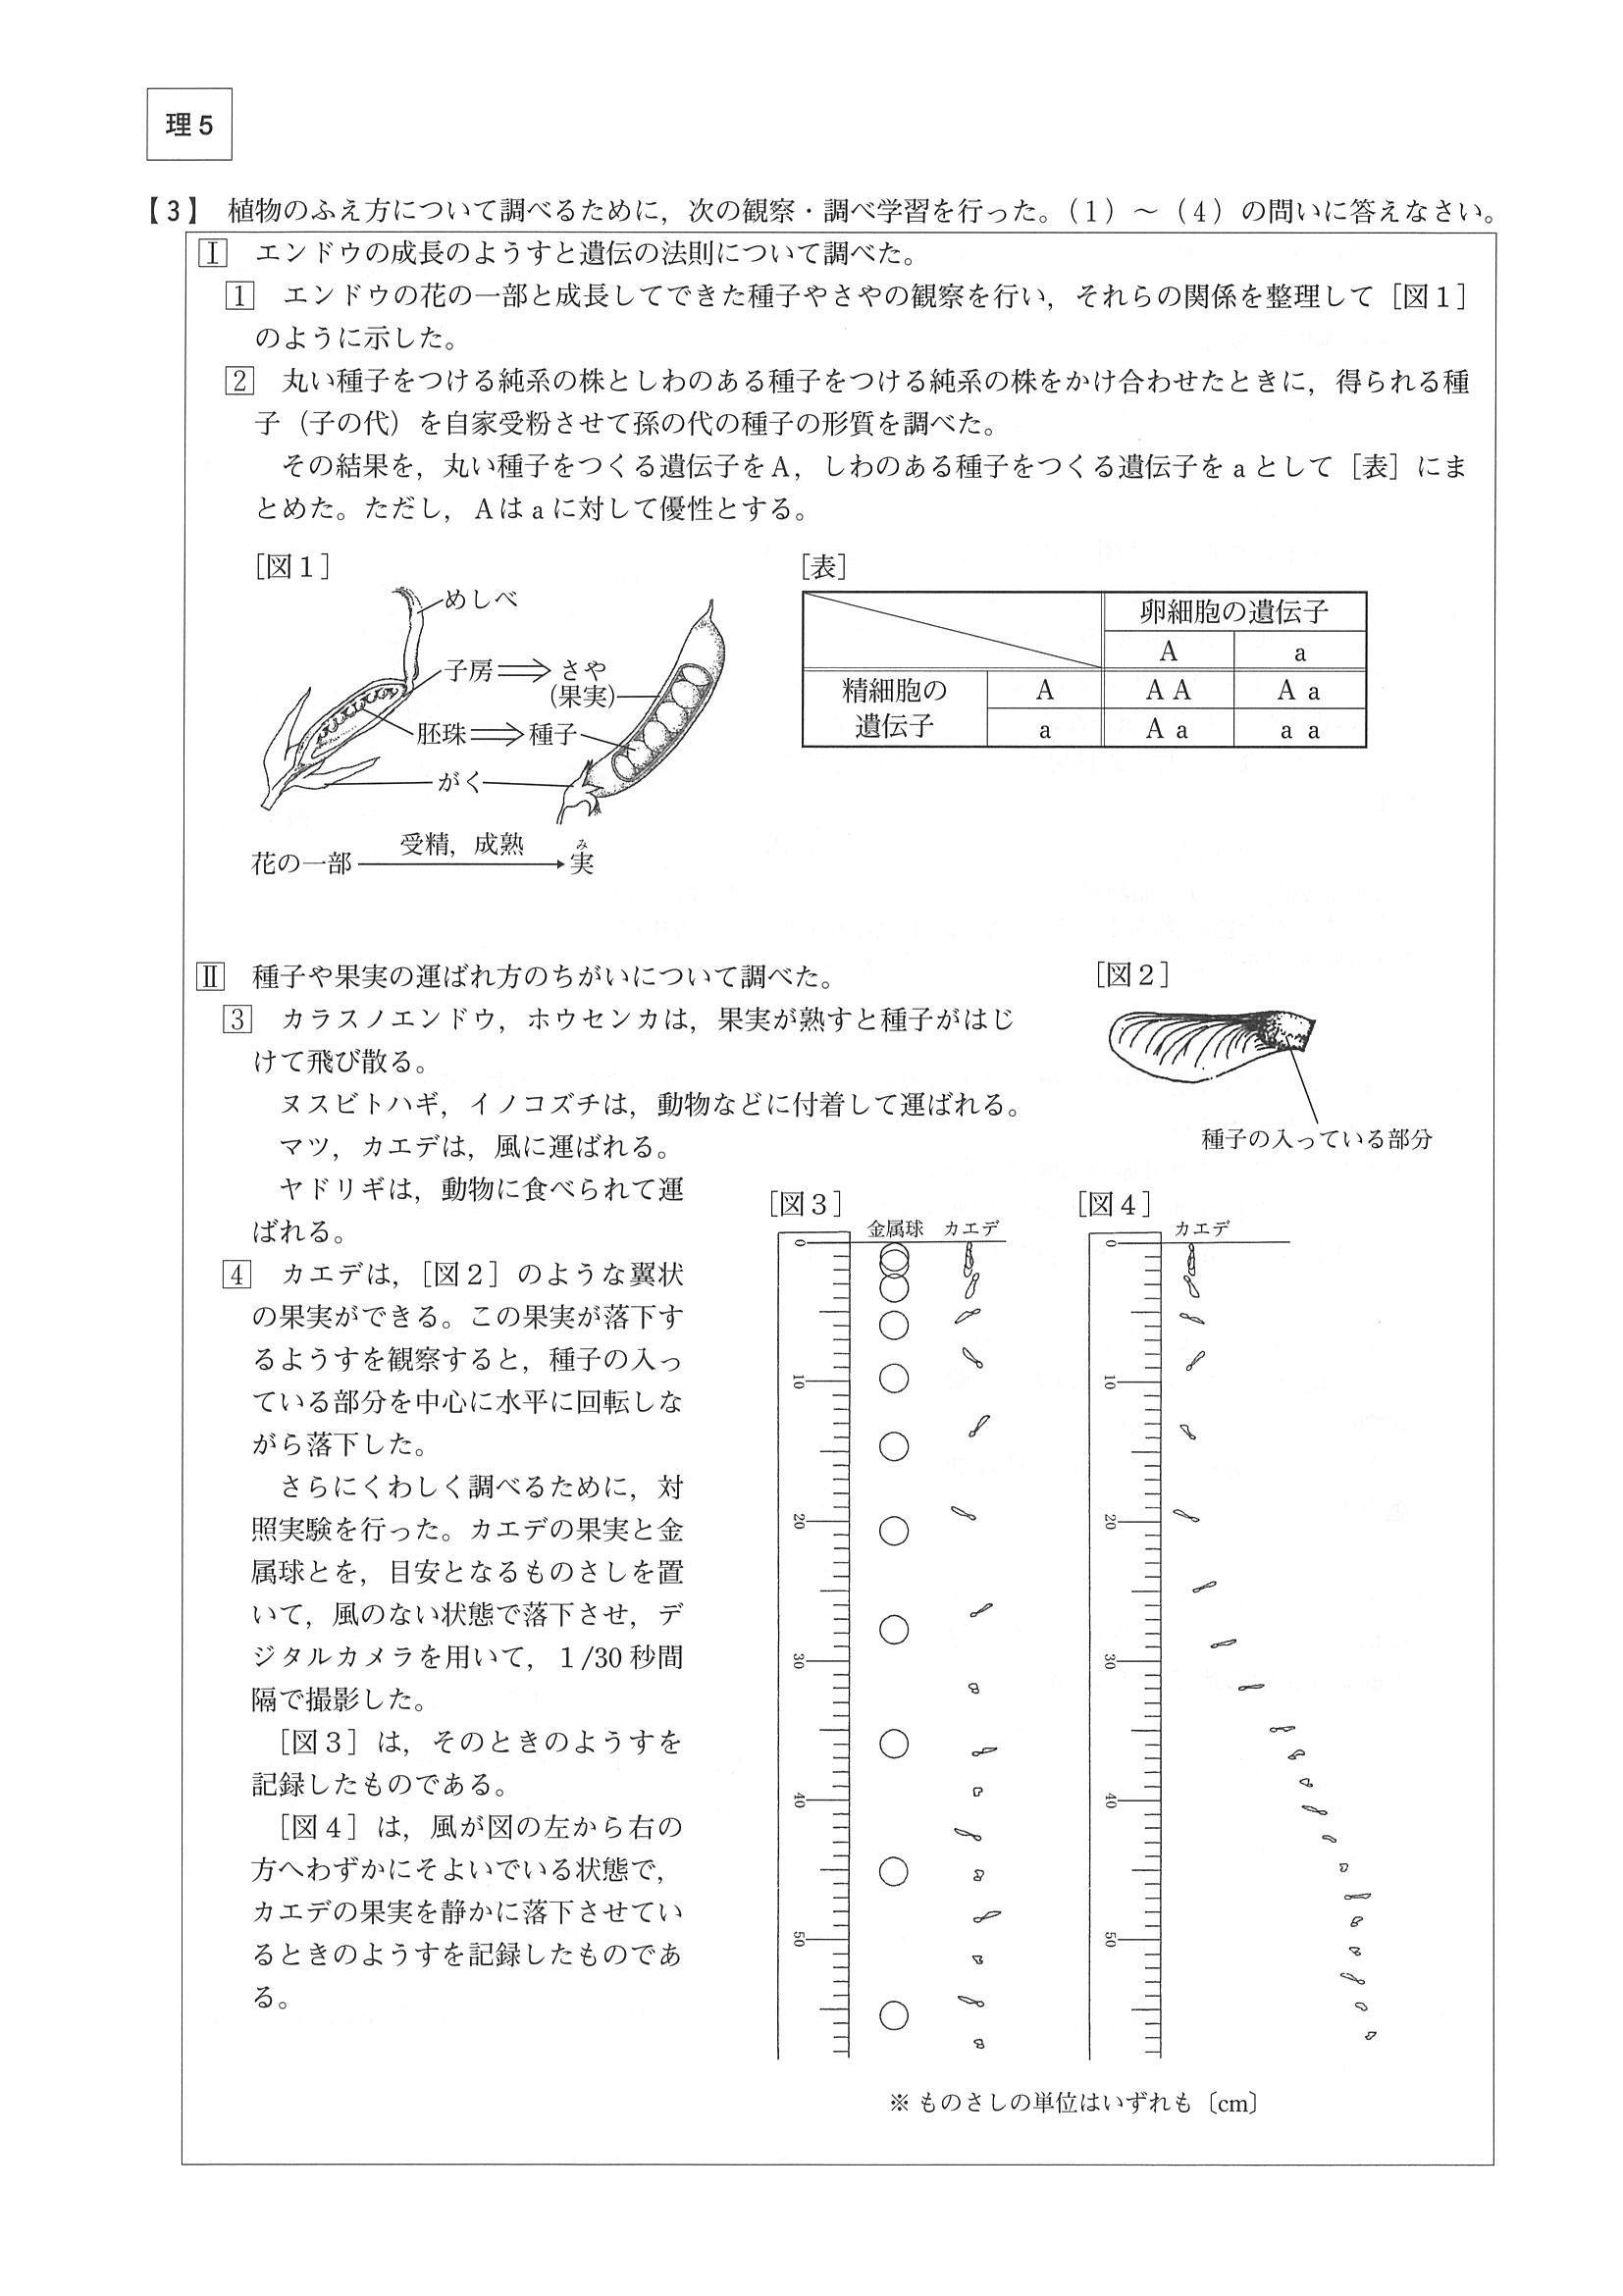 理5
【3】 植物のふえ方について調べるために，次の観察・調べ学習を行った。（1）～（4）の問いに答えなさい。
Ⅰ エンドウの成長のようすと遺伝の法則について調べた。
1 エンドウの花の一部と成長してできた種子やさやの観察を行い，それらの関係を整理して［図１］
のように示した。
2 丸い種子をつける純系の株としわのある種子をつける純系の株をかけ合わせたときに，得られる種
子（子の代）を自家受粉させて孫の代の種子の形質を調べた。
その結果を，丸い種子をつくる遺伝子をA，しわのある種子をつくる遺伝子をaとして［表］にま
とめた。ただし，Aはaに対して優性とする。
［図１］
めしべ
子房 ⇒ さや
（果実）
胚珠 ⇒ 種子
がく
受精，成熟
花の一部 → 実
み
［表］
卵細胞の遺伝子
A a
精細胞の
遺伝子
A AA Aa
a Aa aa
Ⅱ 種子や果実の運ばれ方のちがいについて調べた。
3 カラスノエンドウ，ホウセンカは，果実が熟すと種子がはじ
けて飛び散る。
ヌスビトハギ，イノコズチは，動物などに付着して運ばれる。
マツ，カエデは，風に運ばれる。
ヤドリギは，動物に食べられて運
ばれる。
4 カエデは，［図２］のような翼状
の果実ができる。この果実が落下す
るようすを観察すると，種子の入っ
ている部分を中心に水平に回転しな
がら落下した。
さらにくわしく調べるために，対
照実験を行った。カエデの果実と金
属球とを，目安となるものさしを置
いて，風のない状態で落下させ，デ
ジタルカメラを用いて，１/30秒間
隔で撮影した。
［図３］は，そのときのようすを
記録したものである。
［図４］は，風が図の左から右の
方へわずかにそよいでいる状態で，
カエデの果実を静かに落下させてい
るときのようすを記録したものであ
る。
［図２］
種子の入っている部分
［図３］
金属球 カエデ
0
10
20
30
40
50
［図４］
カエデ
0
10
20
30
40
50
※ものさしの単位はいずれも〔cm〕